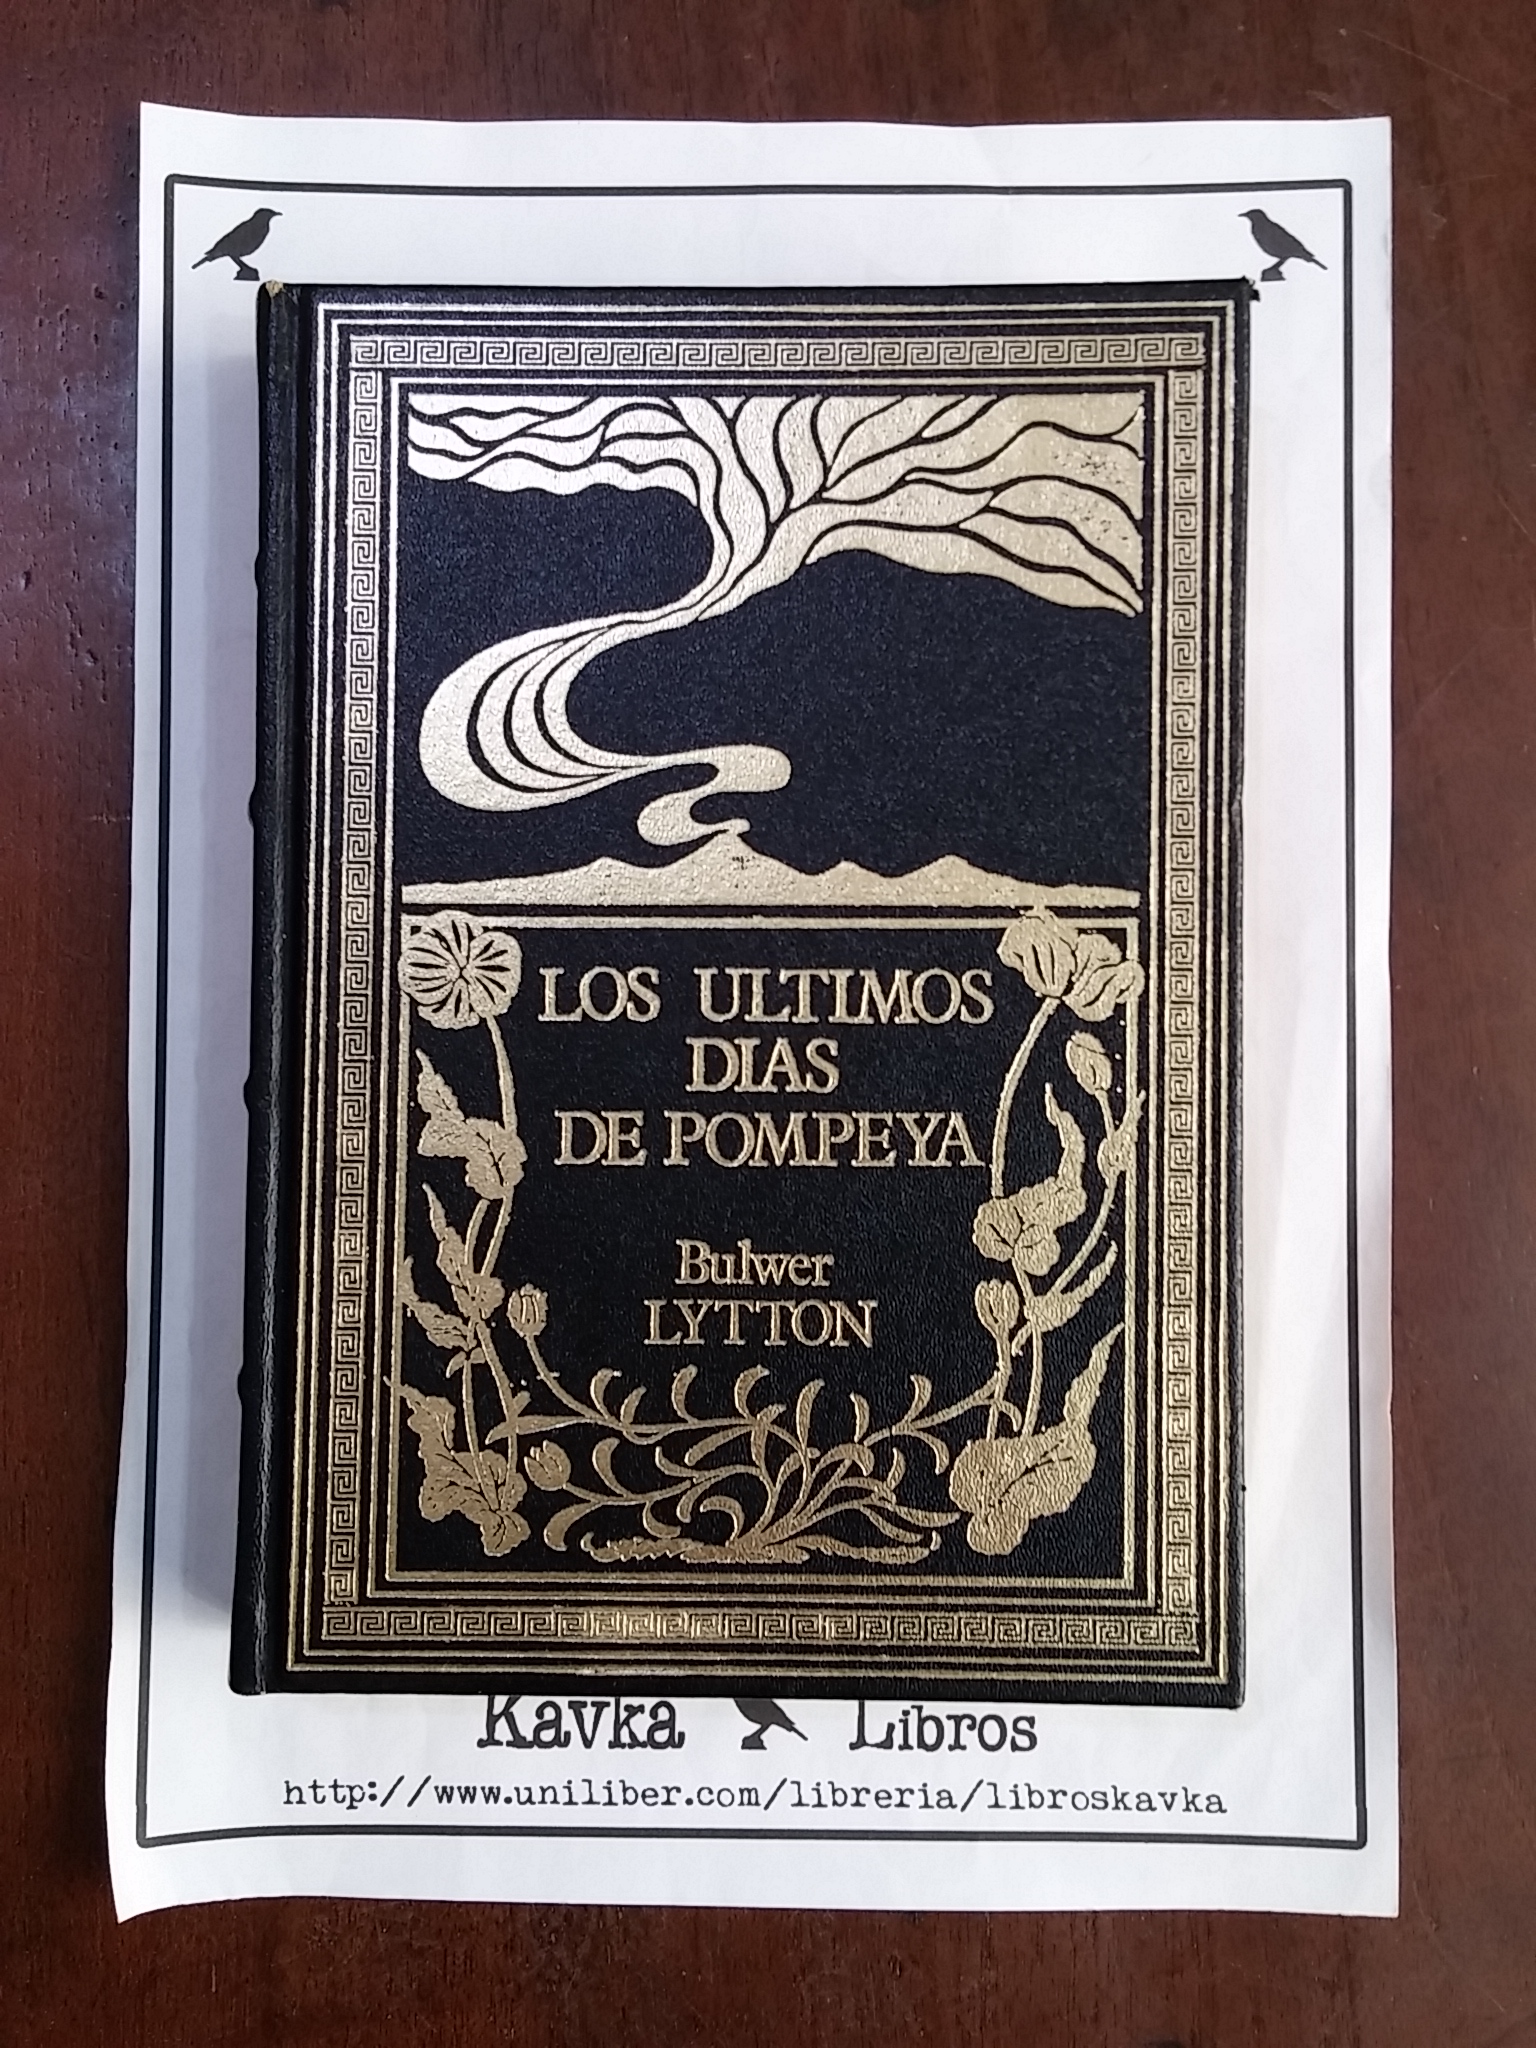 LOS ULTIMOS
DIAS
DE POMPEYA
Bulwer
LYTTON
Kavka Libros
http://www.uniliber.com/libreria/libroskavka